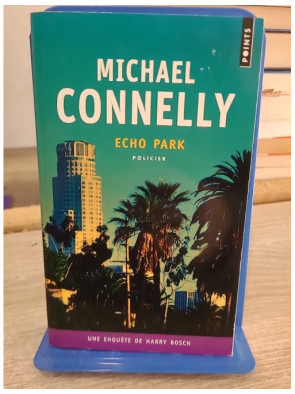 POINTS
MICHAEL
CONNELLY
ECHO PARK
POLICIER
UNE ENQUÊTE DE HARRY BOSCH